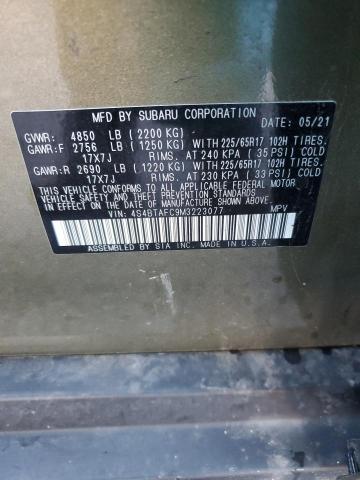 MFD BY SUBARU CORPORATION 05/21
GVWR: 4850 LB (2200 KG)
GAWR:F 2756 LB (1250 KG) WITH 225/65R17 102H TIRES.
17X7J RIMS. AT 240 KPA (35 PSI) COLD
GAWR:R 2690 LB (1220 KG) WITH 225/65R17 102H TIRES.
17X7J RIMS. AT 230 KPA (33 PSI) COLD
THIS VEHICLE CONFORMS TO ALL APPLICABLE FEDERAL MOTOR
VEHICLE SAFETY AND THEFT PREVENTION STANDARDS IN EFFECT ON THE
DATE OF MANUFACTURE SHOWN ABOVE.
VIN: 4S4BTAFC9M3223077 MPV
ASSEMBLED BY SIA INC. MADE IN U.S.A.